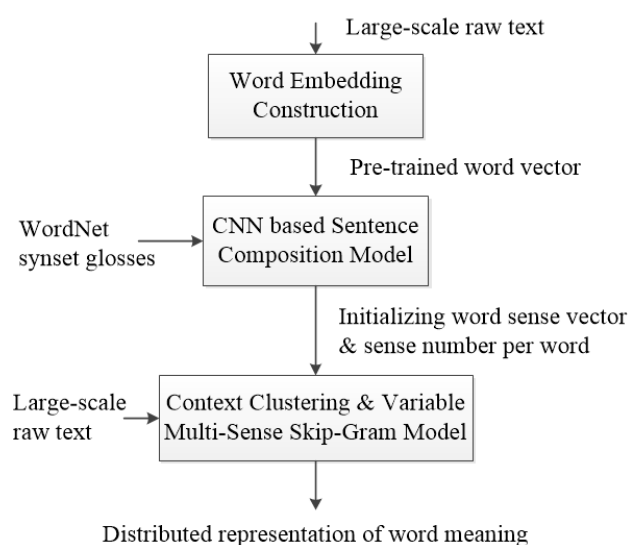 Large-scale raw text
Word Embedding
Construction
Pre-trained word vector
WordNet
synset glosses
CNN based Sentence
Composition Model
Initializing word sense vector
& sense number per word
Large-scale
raw text
Context Clustering & Variable
Multi-Sense Skip-Gram Model
Distributed representation of word meaning